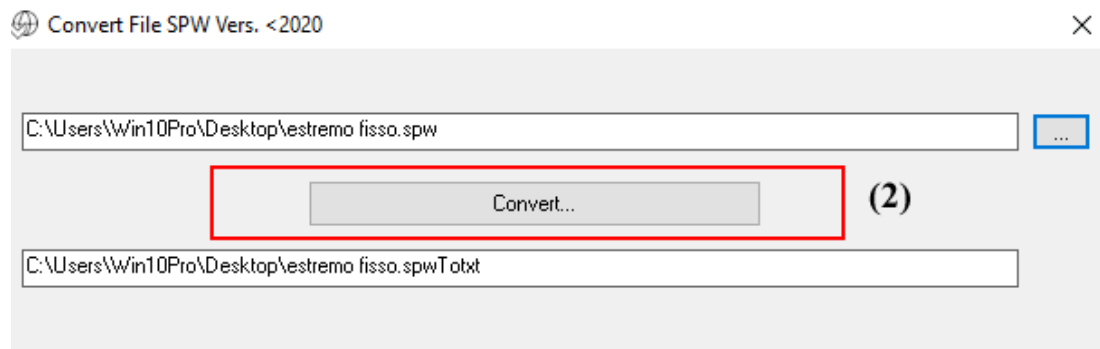 Convert File SPW Vers. <2020
C:\Users\Win10Pro\Desktop\estremo fisso.spw
...
Convert...
(2)
C:\Users\Win10Pro\Desktop\estremo fisso.spwTotxt